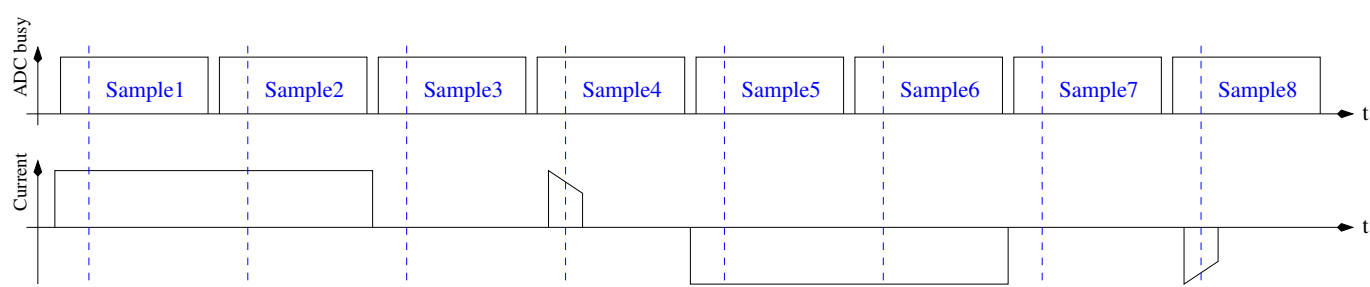 ADC busy
Sample1 Sample2 Sample3 Sample4 Sample5 Sample6 Sample7 Sample8
t
Current
t